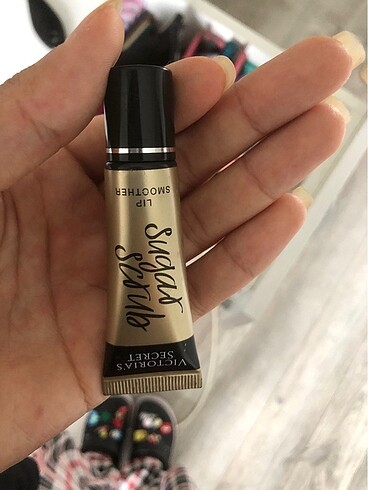 LIP
SMOOTHER
Sugar
Scrub
VICTORIA'S
SECRET